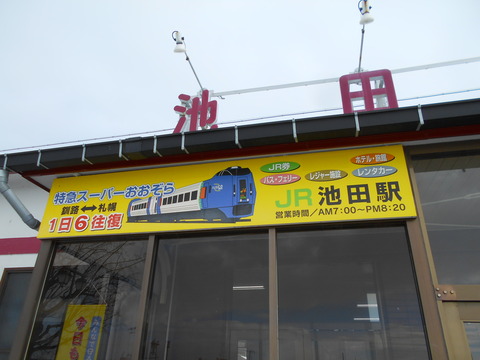 池田
特急スーパーおおぞら
釧路⟷札幌
1日6往復
JR券
ホテル・旅館
バス・フェリー
レジャー施設
レンタカー
JR 池田駅
営業時間/AM7:00〜PM8:20